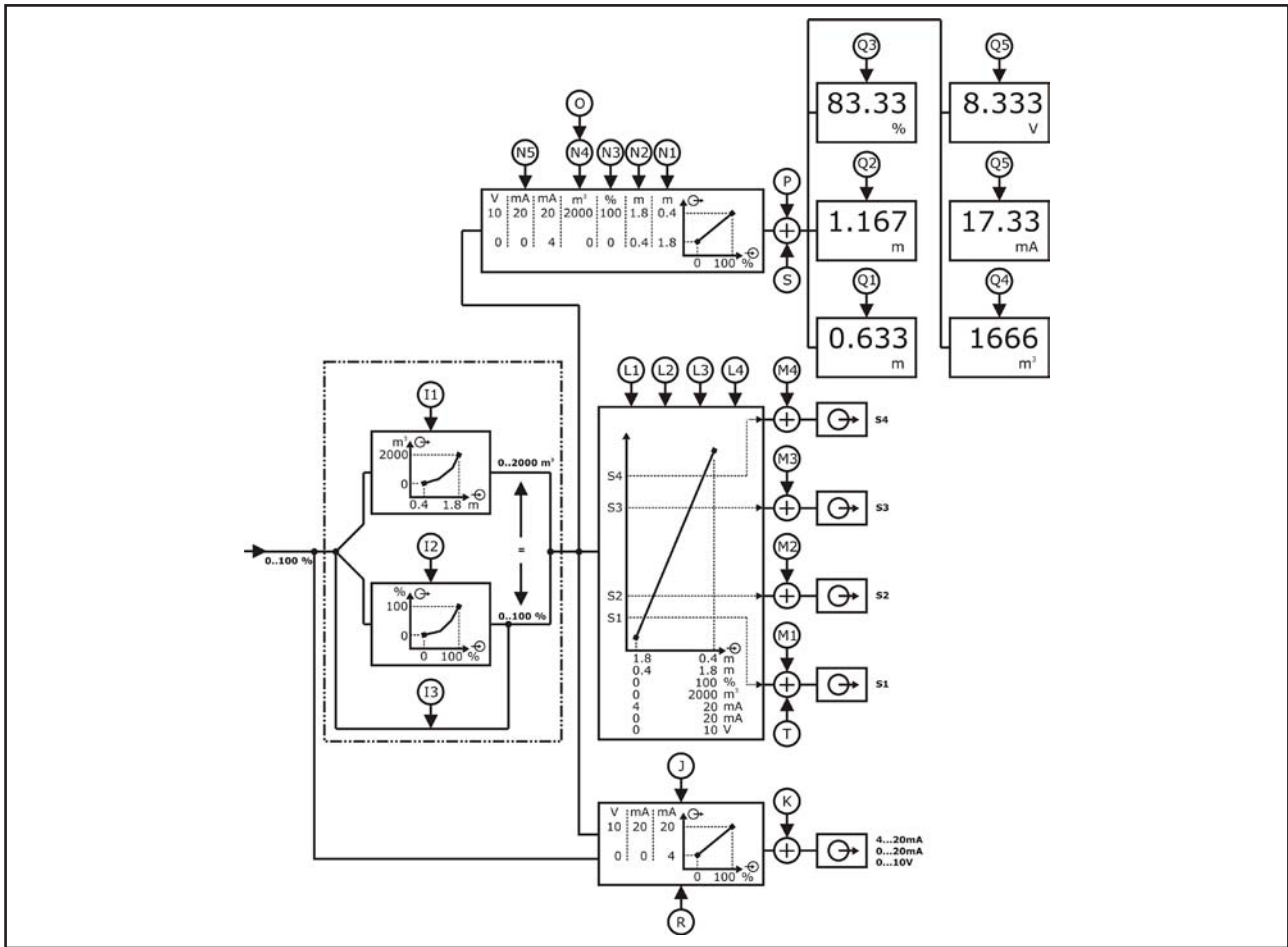 Q3 Q5
83.33 8.333
% V
O
N5 N4 N3 N2 N1
Q2 Q5
P
V mA mA m³ % m m
10 20 20 2000 100 1.8 0.4
1.167 17.33
m mA
0 0 4 0 0 0.4 1.8
0 100 %
S
Q1 Q4
0.633 1666
m m³
L1 L2 L3 L4 M4
I1
S4
m³
2000
0
0.4 1.8 m
0..2000 m³
S4
M3
S3
S3
0..100 %
=
I2
M2
%
100
0
0 100 %
0..100 %
S2
S2
S1
M1
I3
1.8 0.4 m
0.4 1.8 m
0 100 %
0 2000 m³
4 20 mA
0 20 mA
0 10 V
S1
T
J
K
V mA mA
10 20 20
0 0 4
0 100 %
4...20mA
0...20mA
0...10V
R